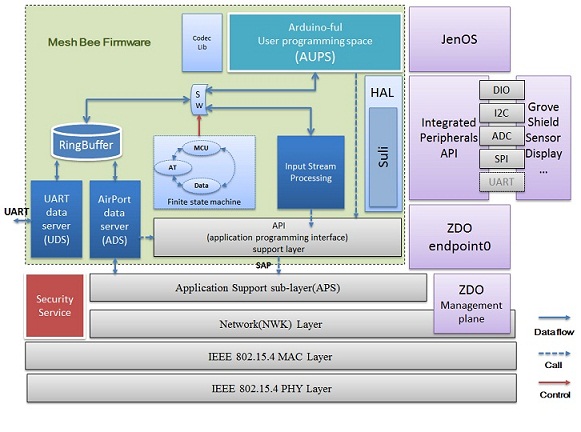 Mesh Bee Firmware
Codec
Lib
Arduino-ful
User programming space
(AUPS)
JenOS
S
W
HAL
Suli
RingBuffer
MCU
AT
Data
Finite state machine
Input Stream
Processing
Integrated
Peripherals
API
DIO
I2C
ADC
SPI
UART
Grove
Shield
Sensor
Display
...
UART
UART
data
server
(UDS)
AirPort
data
server
(ADS)
API
(application programming interface)
support layer
ZDO
endpoint0
SAP
Security
Service
Application Support sub-layer(APS)
ZDO
Management
plane
Network(NWK) Layer
IEEE 802.15.4 MAC Layer
IEEE 802.15.4 PHY Layer
Data flow
Call
Control